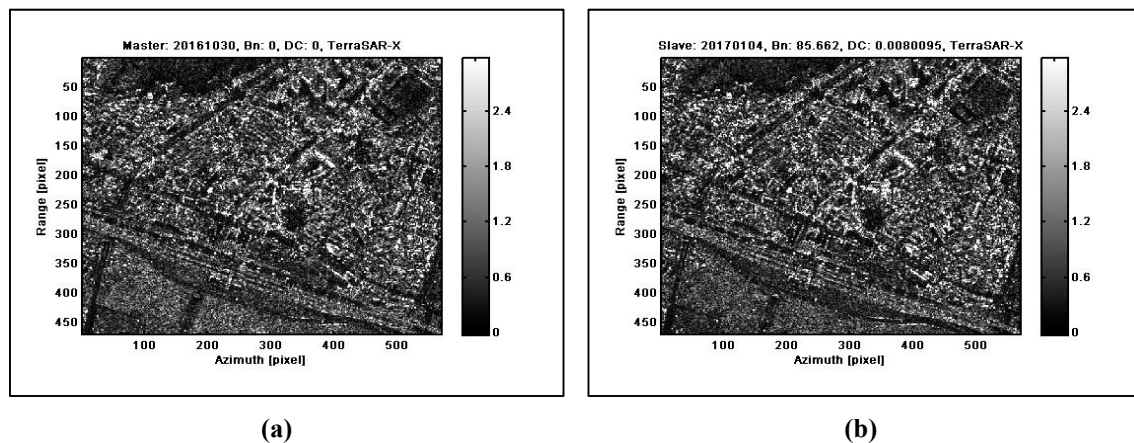 Master: 20161030, Bn: 0, DC: 0, TerraSAR-X
50
100
150
200
250
300
350
400
450
Range [pixel]
100 200 300 400 500
Azimuth [pixel]
2.4
1.8
1.2
0.6
0
(a)
Slave: 20170104, Bn: 85.662, DC: 0.0080095, TerraSAR-X
50
100
150
200
250
300
350
400
450
Range [pixel]
100 200 300 400 500
Azimuth [pixel]
2.4
1.8
1.2
0.6
0
(b)